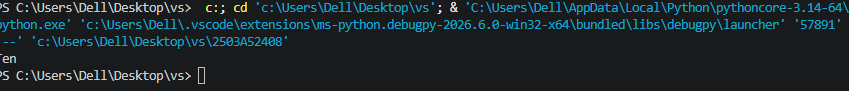 PS C:\Users\Dell\Desktop\vs>  c:; cd 'c:\Users\Dell\Desktop\vs'; & 'C:\Users\Dell\AppData\Local\Python\pythoncore-3.14-64\
python.exe' 'c:\Users\Dell\.vscode\extensions\ms-python.debugpy-2026.6.0-win32-x64\bundled\libs\debugpy\launcher' '57891' 
--' 'c:\Users\Dell\Desktop\vs\2503A52408'
Ten
PS C:\Users\Dell\Desktop\vs>